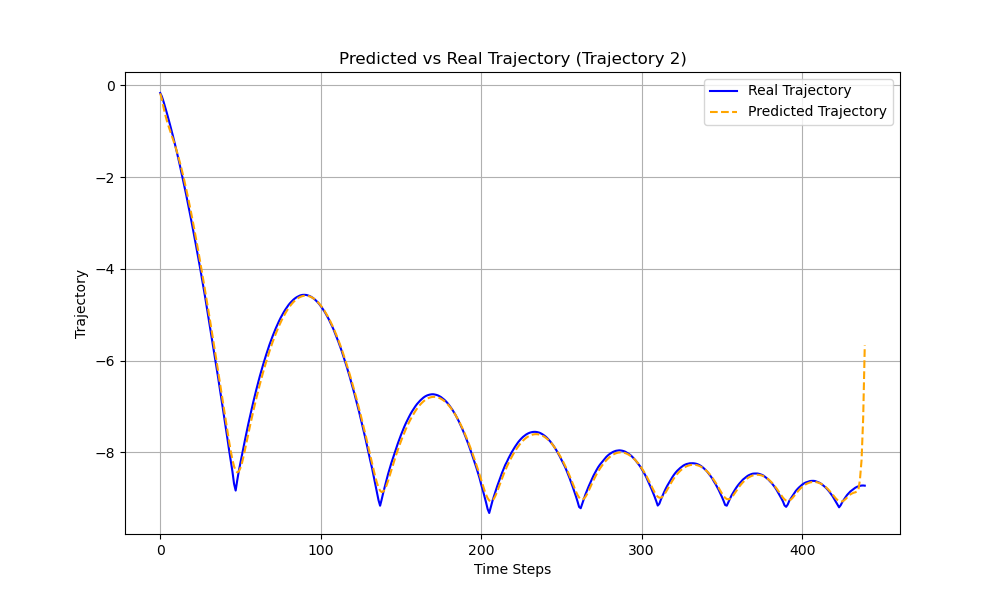 Predicted vs Real Trajectory (Trajectory 2)
Real Trajectory
Predicted Trajectory
Trajectory
0
−2
−4
−6
−8
0 100 200 300 400
Time Steps